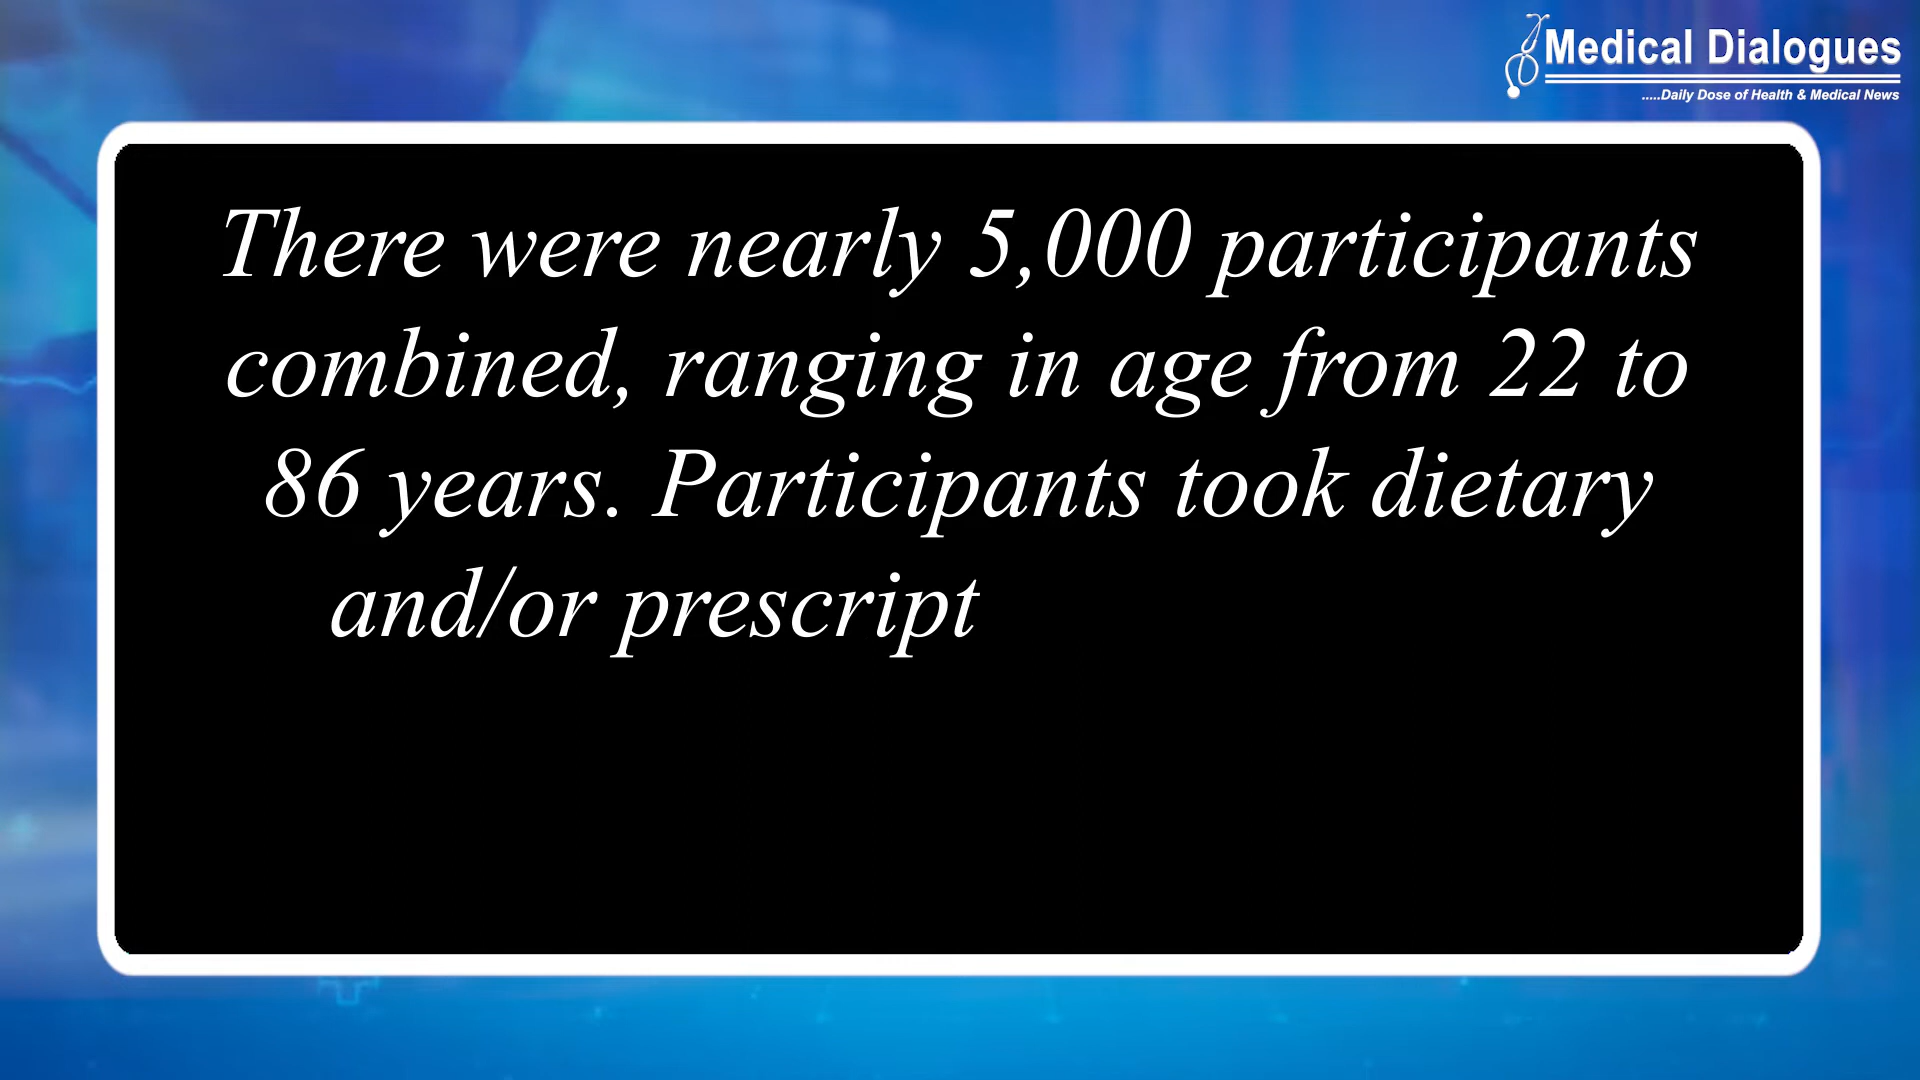 Medical Dialogues
.....Daily Dose of Health & Medical News
There were nearly 5,000 participants
combined, ranging in age from 22 to
86 years. Participants took dietary
and/or prescript